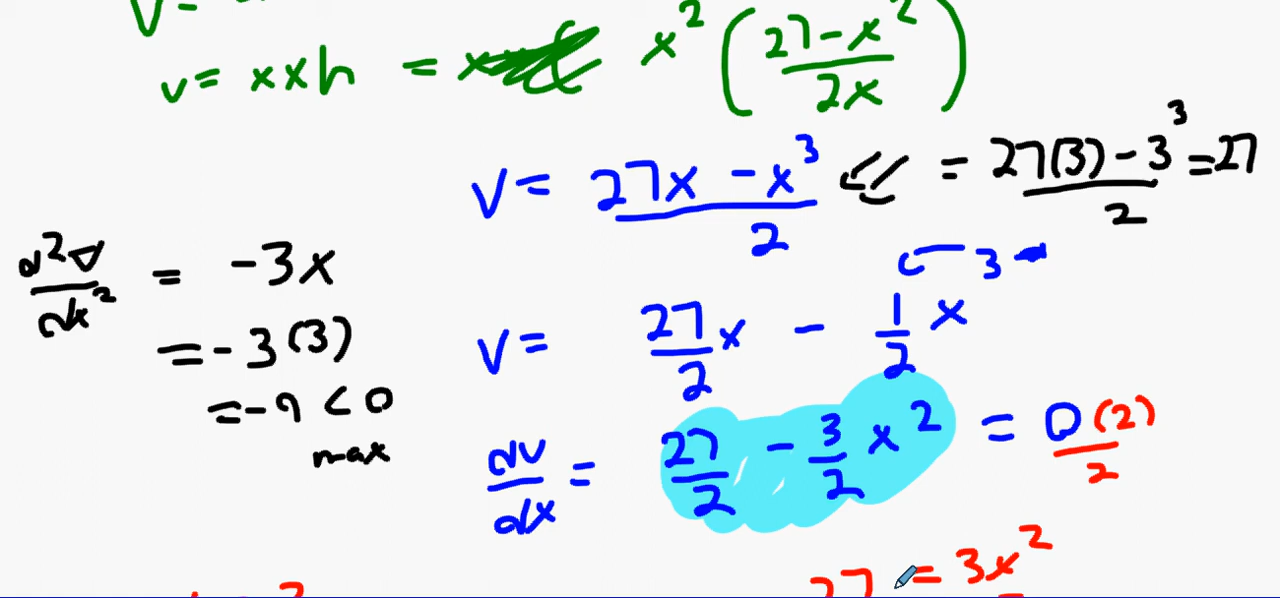 V =
v = x x h = x x² ( (27 - x²) / 2x )
V = (27x - x³) / 2 = (27(3) - 3³) / 2 = 27
d²V/dx² = -3x
3
= -3(3)
V = 27/2 x - 1/2 x
= -9 < 0
max
dV/dx = 27/2 - 3/2 x² = 0(2)/2
27 = 3x²